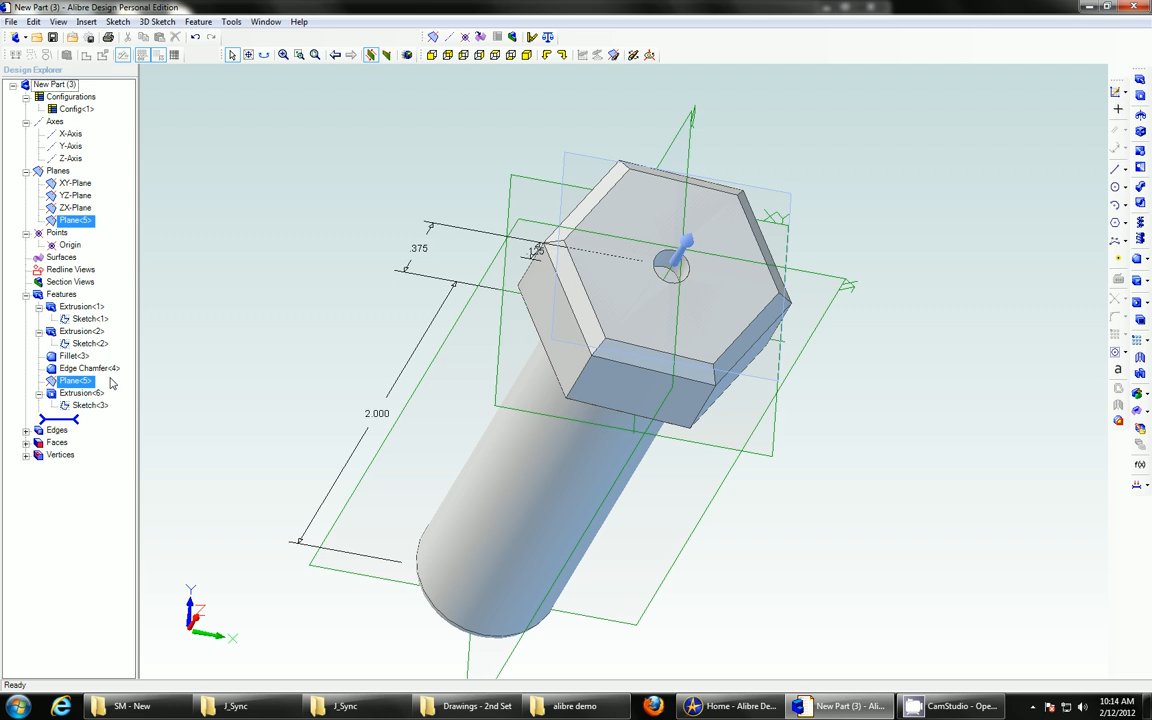 New Part (3) - Alibre Design Personal Edition
File Edit View Insert Sketch 3D Sketch Feature Tools Window Help
Design Explorer
New Part (3)
Configurations
Config<1>
Axes
X-Axis
Y-Axis
Z-Axis
Planes
XY-Plane
YZ-Plane
ZX-Plane
Plane<5>
Points
Origin
Surfaces
Redline Views
Section Views
Features
Extrusion<1>
Sketch<1>
Extrusion<2>
Sketch<2>
Fillet<3>
Edge Chamfer<4>
Plane<5>
Extrusion<6>
Sketch<3>
Edges
Faces
Vertices
.375
2.000
XY
Y
Z
X
a
f(x)
Ready
SM - New
J_Sync
J_Sync
Drawings - 2nd Set
alibre demo
Home - Alibre De...
New Part (3) - Ali...
CamStudio - Ope...
10:14 AM
2/12/2012